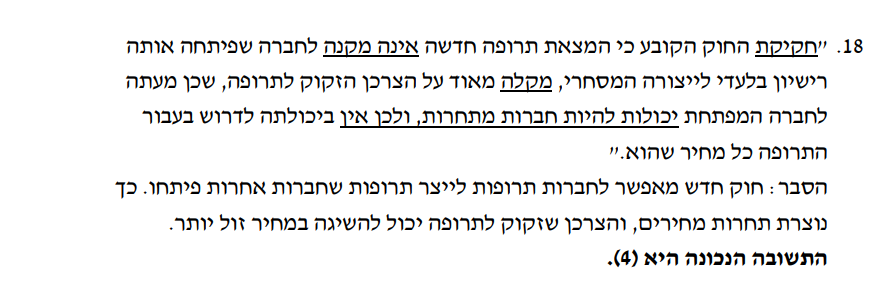 18. "חקיקת החוק הקובע כי המצאת תרופה חדשה אינה מקנה לחברה שפיתחה אותה
רישיון בלעדי לייצורה המסחרי, מקלה מאוד על הצרכן הזקוק לתרופה, שכן מעתה
לחברה המפתחת יכולות להיות חברות מתחרות, ולכן אין ביכולתה לדרוש בעבור
התרופה כל מחיר שהוא."
הסבר: חוק חדש מאפשר לחברות תרופות לייצר תרופות שחברות אחרות פיתחו. כך
נוצרת תחרות מחירים, והצרכן שזקוק לתרופה יכול להשיגה במחיר זול יותר.
התשובה הנכונה היא (4).